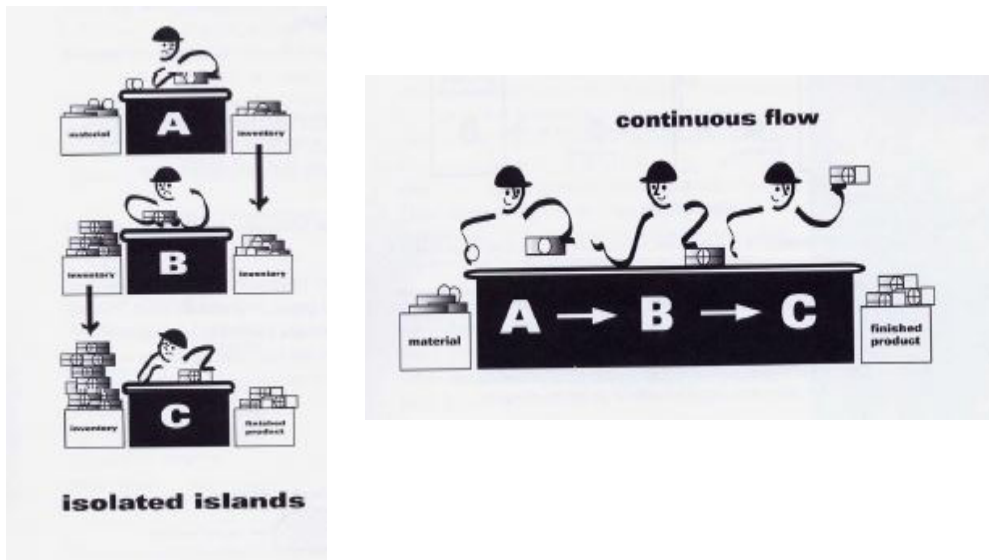 A
material
inventory
B
inventory
inventory
C
inventory
finished
product
isolated islands
continuous flow
A → B → C
material
finished
product